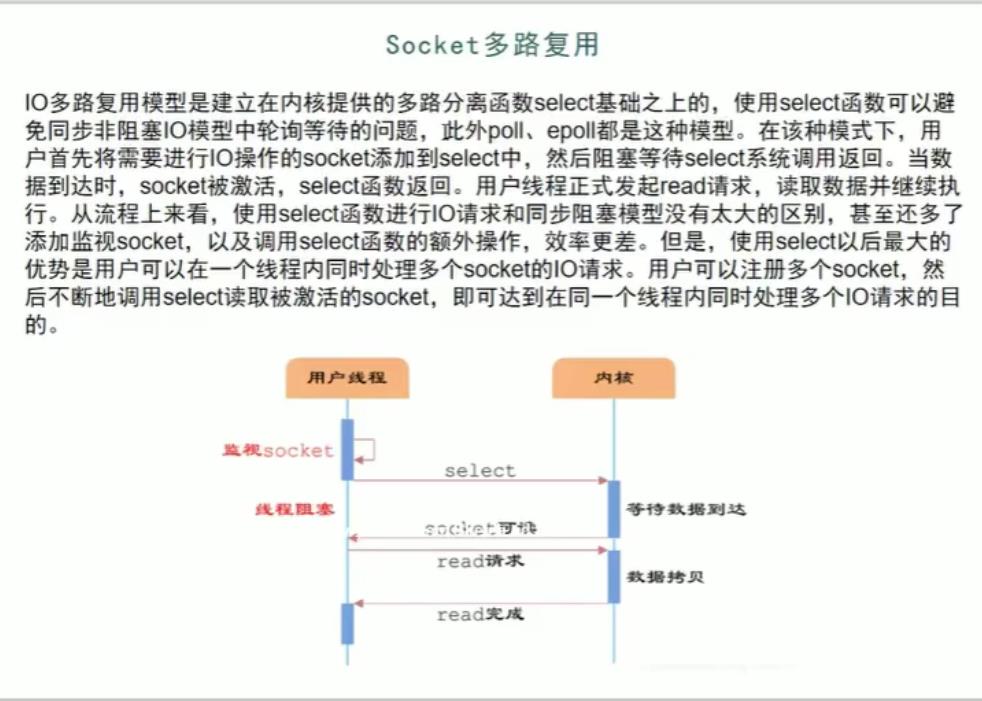 Socket多路复用
IO多路复用模型是建立在内核提供的多路分离函数select基础之上的，使用select函数可以避
免同步非阻塞IO模型中轮询等待的问题，此外poll、epoll都是这种模型。在该种模式下，用
户首先将需要进行IO操作的socket添加到select中，然后阻塞等待select系统调用返回。当数
据到达时，socket被激活，select函数返回。用户线程正式发起read请求，读取数据并继续执
行。从流程上来看，使用select函数进行IO请求和同步阻塞模型没有太大的区别，甚至还多了
添加监视socket，以及调用select函数的额外操作，效率更差。但是，使用select以后最大的
优势是用户可以在一个线程内同时处理多个socket的IO请求。用户可以注册多个socket，然
后不断地调用select读取被激活的socket，即可达到在同一个线程内同时处理多个IO请求的目
的。
用户线程
内核
监视socket
select
线程阻塞
等待数据到达
socket可
read请求
数据拷贝
read完成